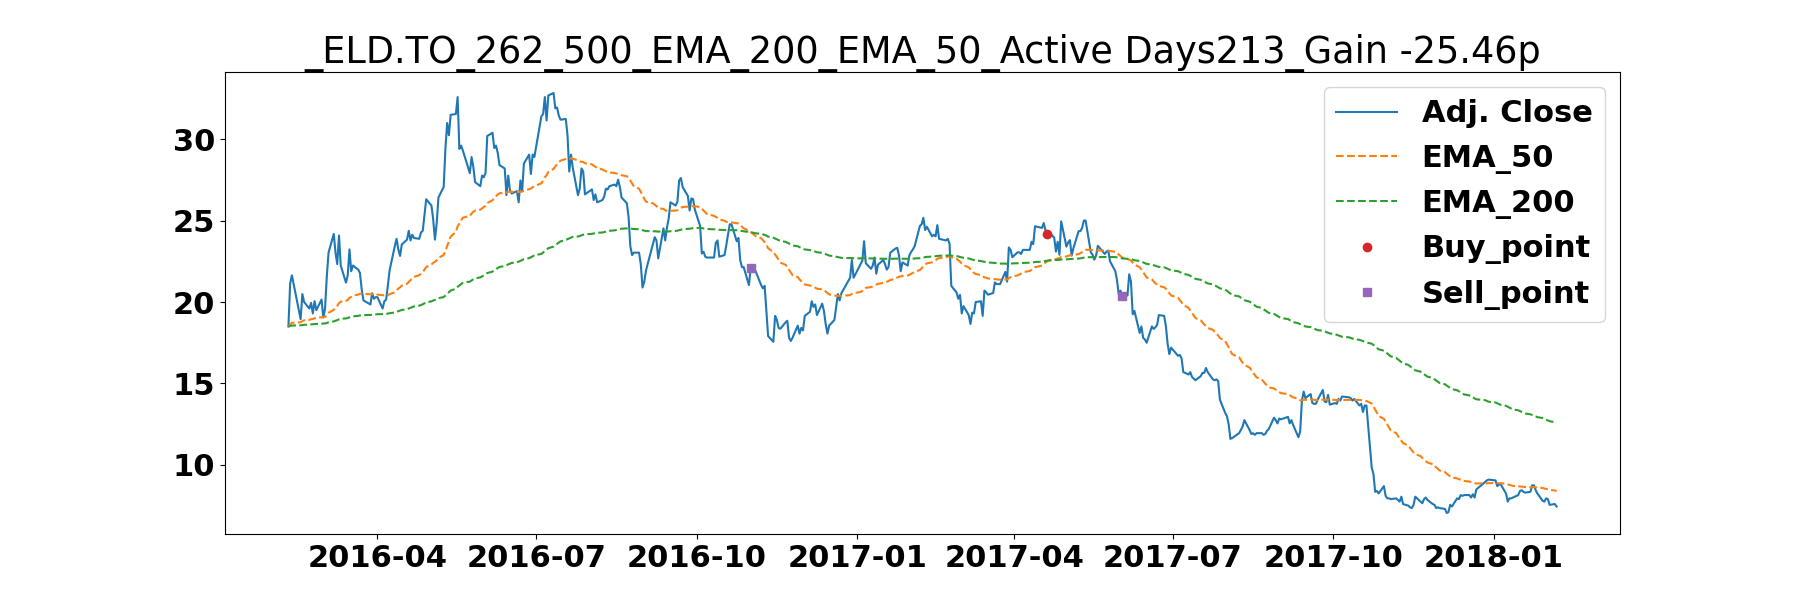 _ELD.TO_262_500_EMA_200_EMA_50_Active Days213_Gain -25.46p
Adj. Close
EMA_50
EMA_200
Buy_point
Sell_point
30
25
20
15
10
2016-04 2016-07 2016-10 2017-01 2017-04 2017-07 2017-10 2018-01